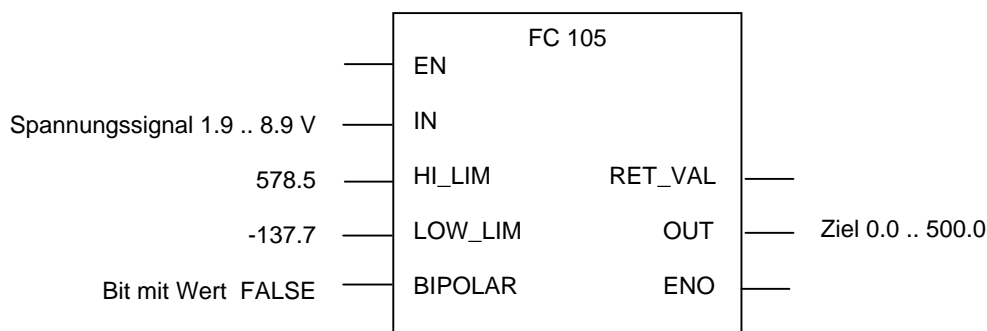 FC 105
EN
Spannungssignal 1.9 .. 8.9 V IN
578.5 HI_LIM RET_VAL
-137.7 LOW_LIM OUT Ziel 0.0 .. 500.0
Bit mit Wert FALSE BIPOLAR ENO